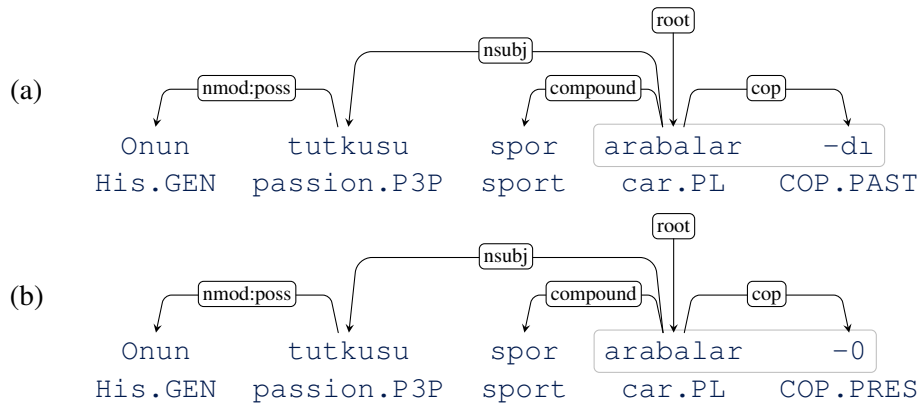 root
nsubj
(a) nmod:poss compound cop
Onun tutkusu spor arabalar -dı
His.GEN passion.P3P sport car.PL COP.PAST
root
nsubj
(b) nmod:poss compound cop
Onun tutkusu spor arabalar -0
His.GEN passion.P3P sport car.PL COP.PRES